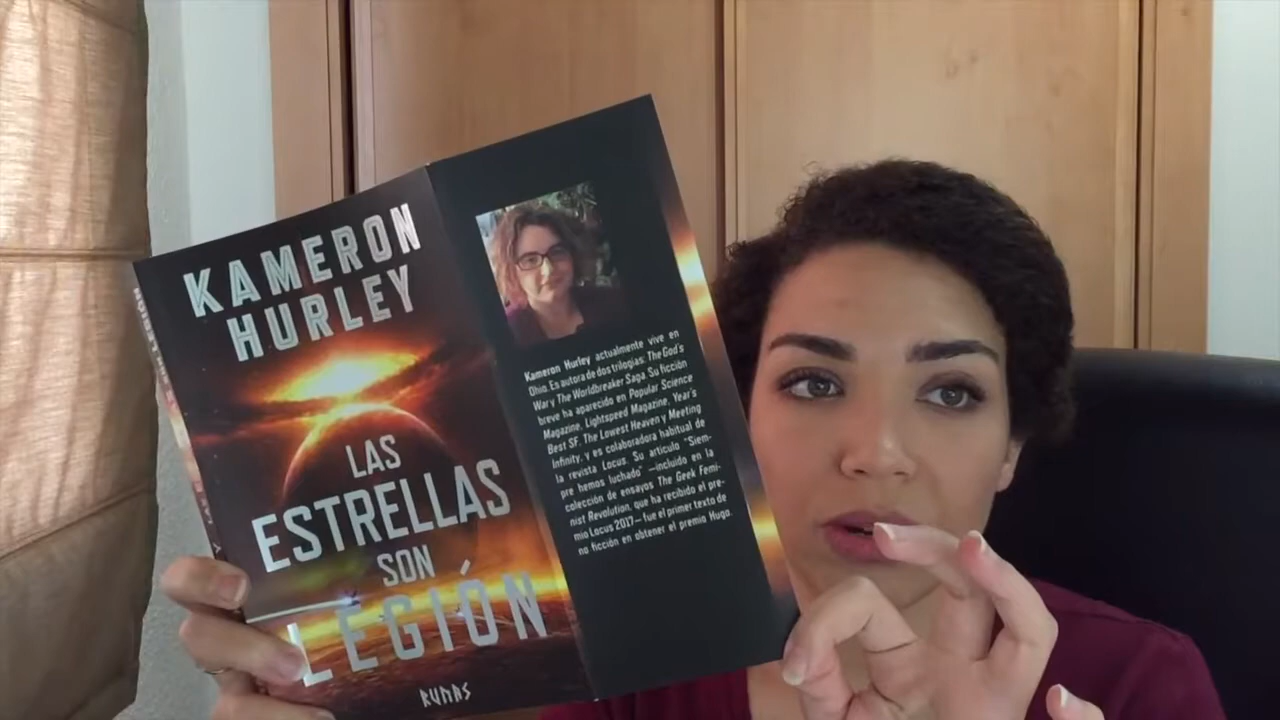 KAMERON
HURLEY
LAS
ESTRELLAS
SON
LEGIÓN
RUNAS
Kameron Hurley actualmente vive en
Ohio. Es autora de dos trilogías: The God's
War y The Worldbreaker Saga. Su ficción
breve ha aparecido en Popular Science
Magazine, Lightspeed Magazine, Year's
Best SF, The Lowest Heaven y Meeting
Infinity, y es colaboradora habitual de
la revista Locus. Su artículo "Siem-
pre hemos luchado" —incluido en la
colección de ensayos The Geek Femi-
nist Revolution, que ha recibido el pre-
mio Locus 2017— fue el primer texto de
no ficción en obtener el premio Hugo.